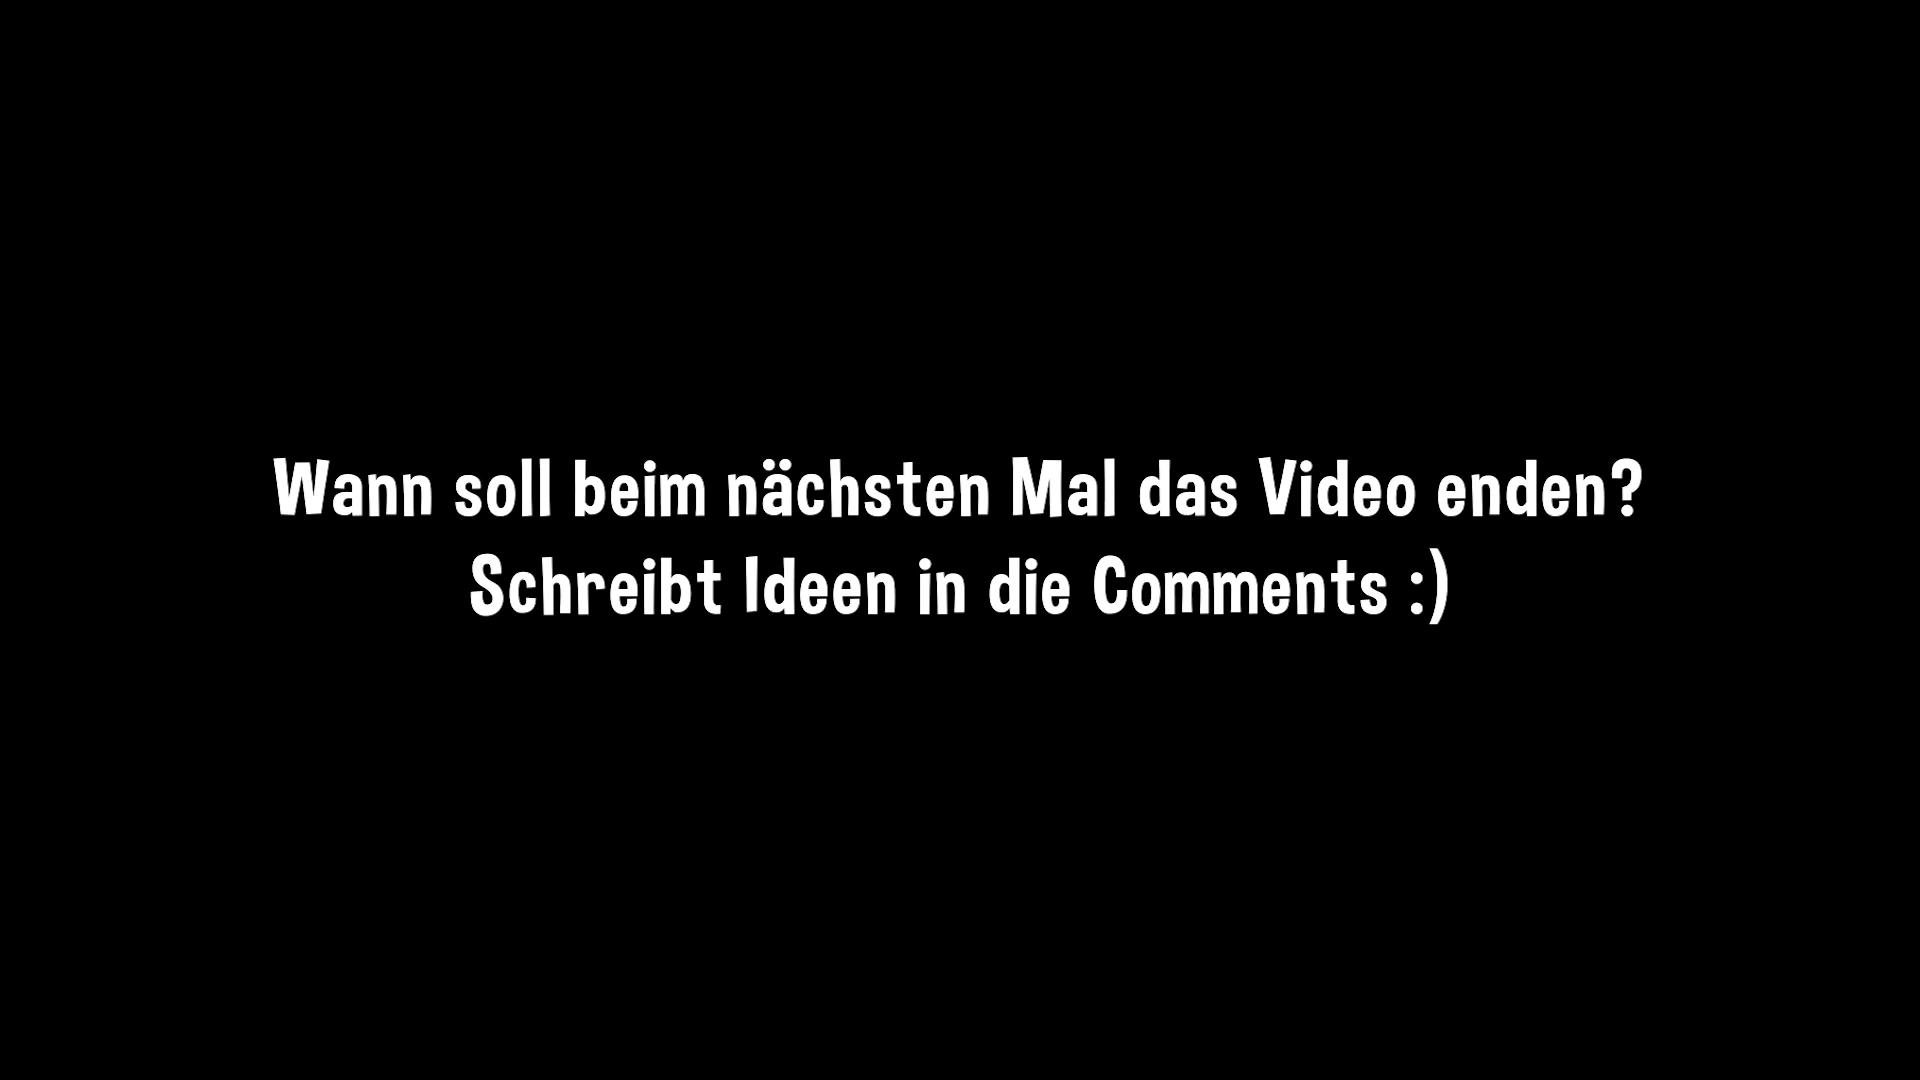 Wann soll beim nächsten Mal das Video enden?
Schreibt Ideen in die Comments :)